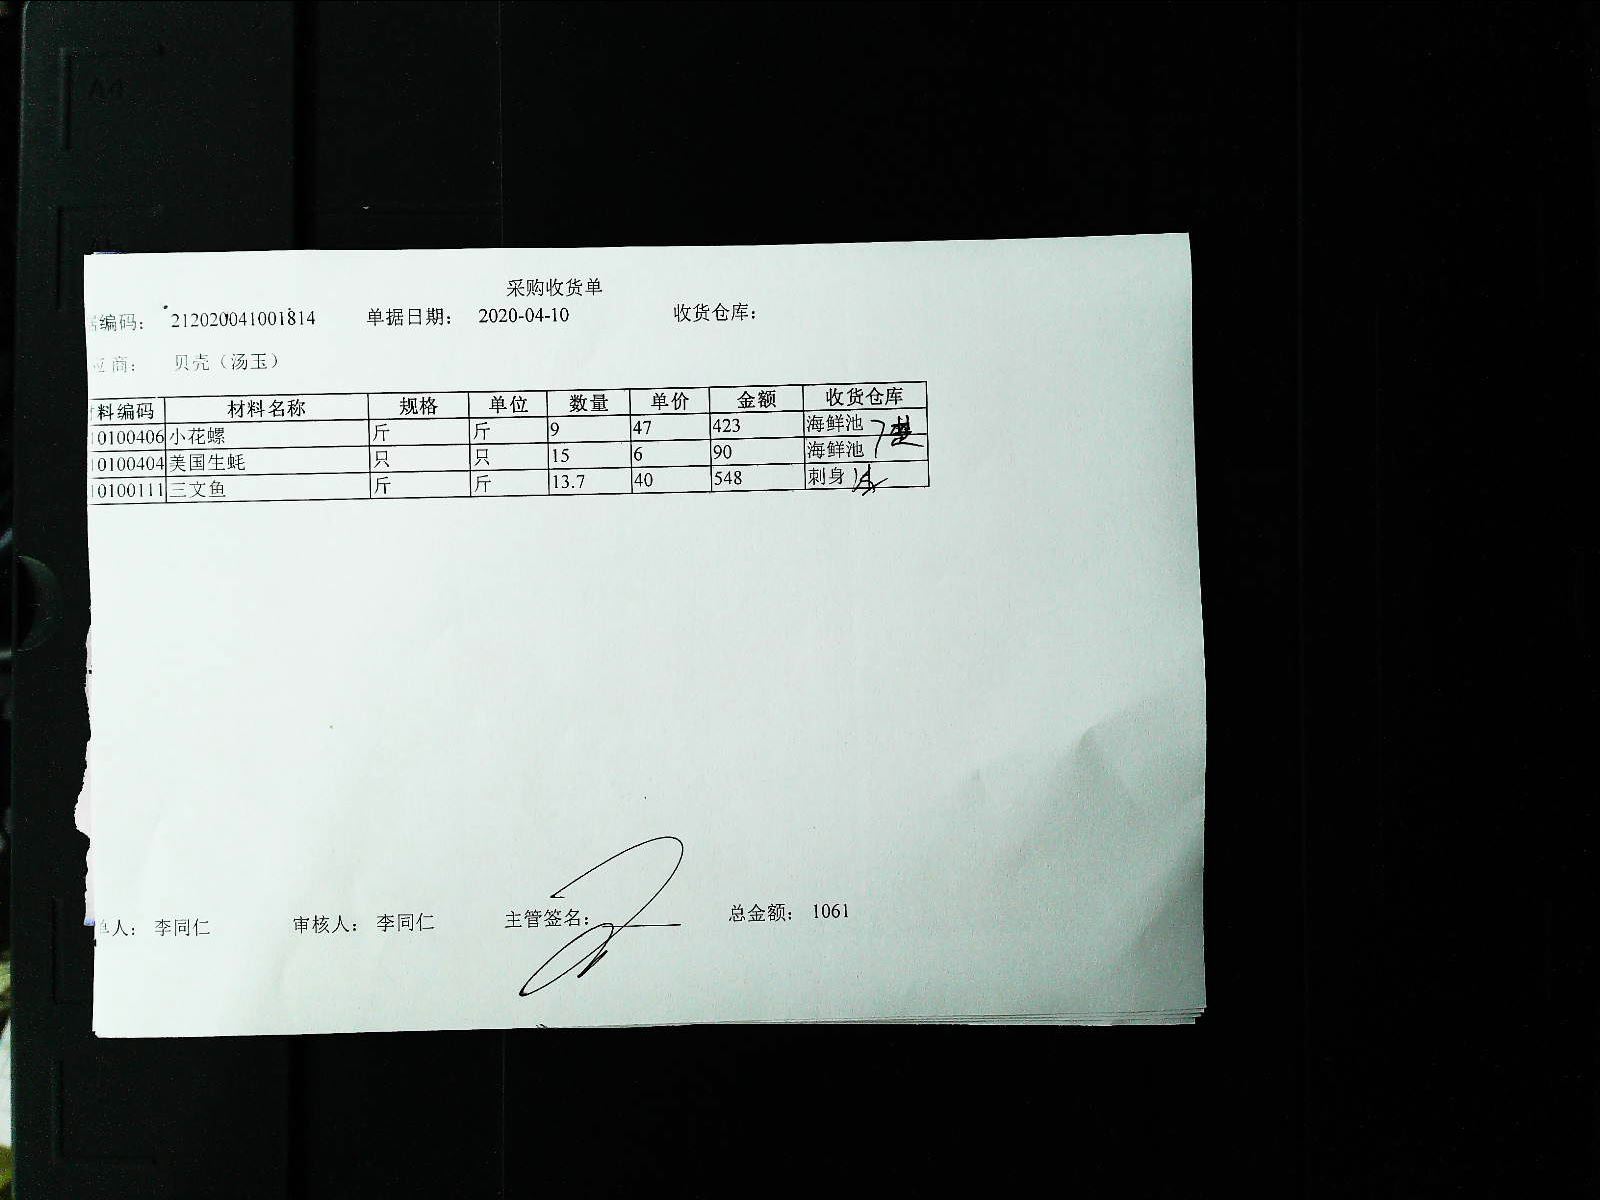 采购收货单
编码： 212020041001814 单据日期： 2020-04-10 收货仓库：
应商： 贝壳（汤玉）
料编码 材料名称 规格 单位 数量 单价 金额 收货仓库
10100406 小花螺 斤 斤 9 47 423 海鲜池
10100404 美国生蚝 只 只 15 6 90 海鲜池
10100111 三文鱼 斤 斤 13.7 40 548 刺身
单人： 李同仁 审核人： 李同仁 主管签名： 总金额： 1061